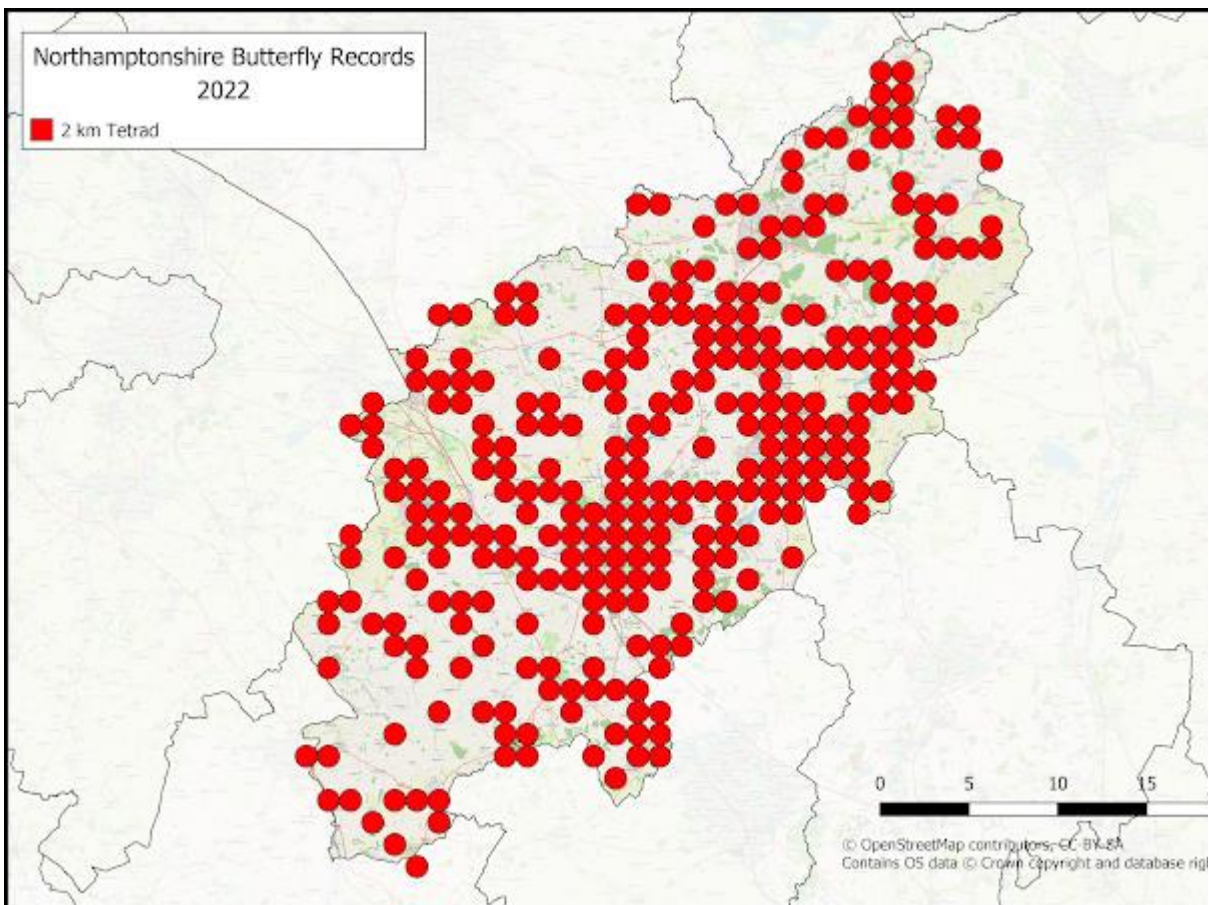 Northamptonshire Butterfly Records
2022
2 km Tetrad
0 5 10 15
© OpenStreetMap contributors, CC-BY-SA
Contains OS data © Crown copyright and database rig